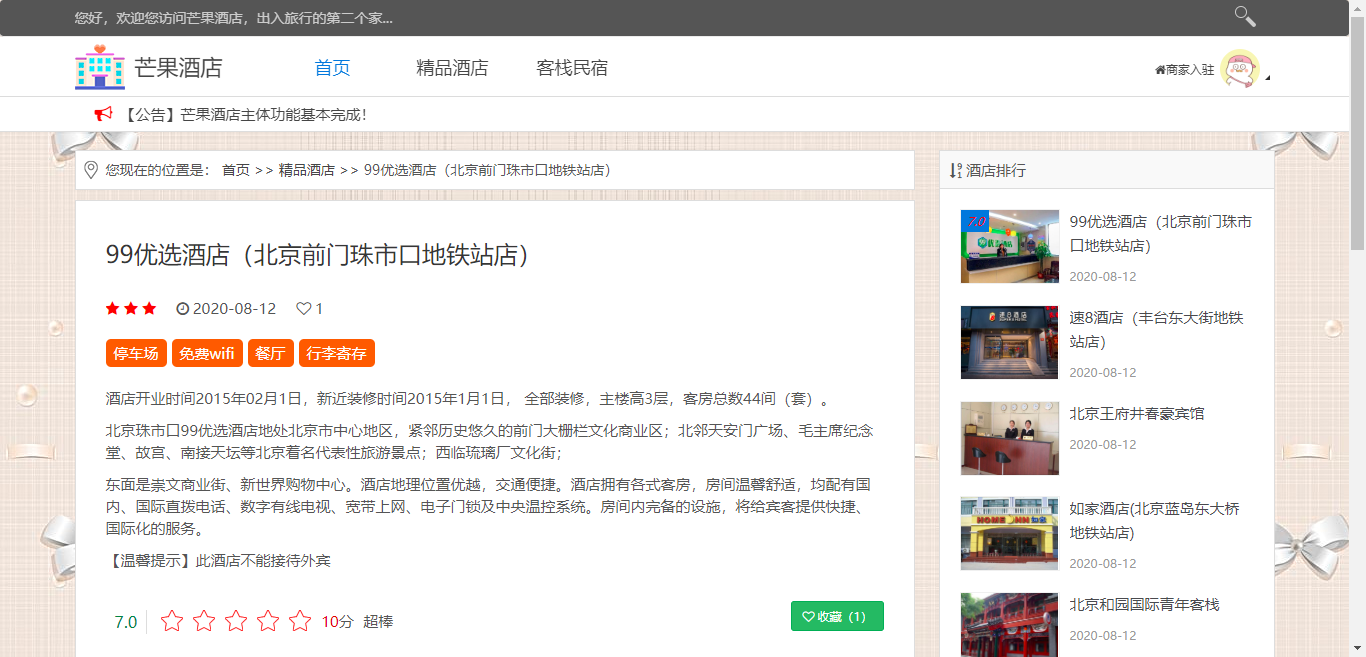 您好，欢迎您访问芒果酒店，出入旅行的第二个家...
芒果酒店
首页
精品酒店
客栈民宿
商家入驻
【公告】芒果酒店主体功能基本完成！
您现在的位置是： 首页 >> 精品酒店 >> 99优选酒店（北京前门珠市口地铁站店）
99优选酒店（北京前门珠市口地铁站店）
2020-08-12
1
停车场
免费wifi
餐厅
行李寄存
酒店开业时间2015年02月1日，新近装修时间2015年1月1日， 全部装修，主楼高3层，客房总数44间（套）。
北京珠市口99优选酒店地处北京市中心地区，紧邻历史悠久的前门大栅栏文化商业区；北邻天安门广场、毛主席纪念
堂、故宫、南接天坛等北京着名代表性旅游景点；西临琉璃厂文化街；
东面是崇文商业街、新世界购物中心。酒店地理位置优越，交通便捷。酒店拥有各式客房，房间温馨舒适，均配有国
内、国际直拨电话、数字有线电视、宽带上网、电子门锁及中央温控系统。房间内完备的设施，将给宾客提供快捷、
国际化的服务。
【温馨提示】此酒店不能接待外宾
7.0
10分 超棒
收藏（1）
酒店排行
7.0
99优选酒店（北京前门珠市
口地铁站店）
2020-08-12
速8酒店
速8酒店（丰台东大街地铁
站店）
2020-08-12
北京王府井春豪宾馆
2020-08-12
HOME INN 如家
如家酒店(北京蓝岛东大桥
地铁站店)
2020-08-12
北京和园国际青年客栈
2020-08-12